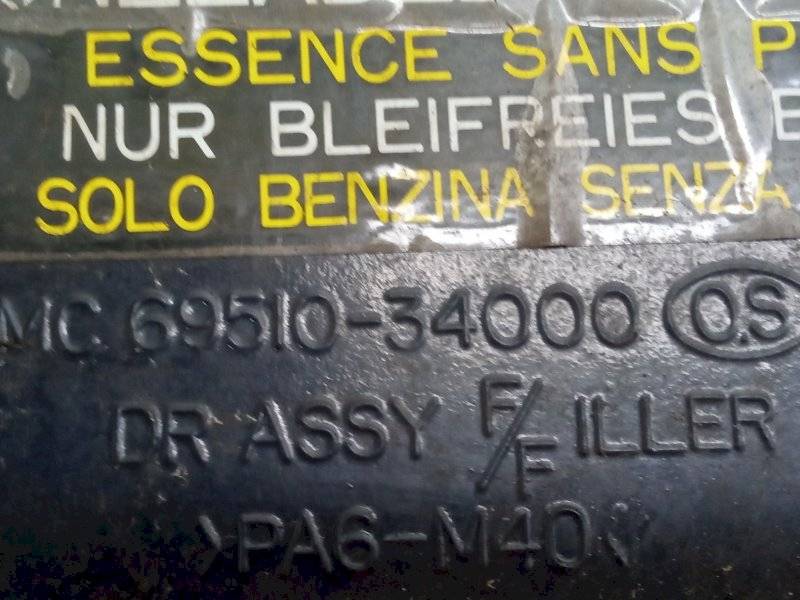 ESSENCE SANS P
NUR BLEIFREIES B
SOLO BENZINA SENZA
MC 69510-34000 O.S
DR ASSY F/F ILLER
>PA6-M40<